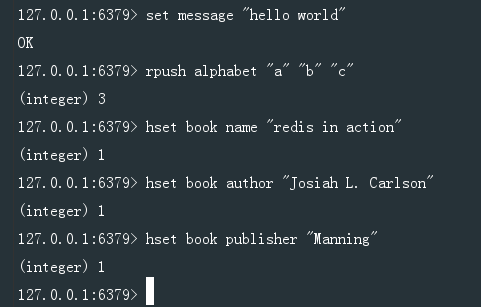 127.0.0.1:6379> set message "hello world"
OK
127.0.0.1:6379> rpush alphabet "a" "b" "c"
(integer) 3
127.0.0.1:6379> hset book name "redis in action"
(integer) 1
127.0.0.1:6379> hset book author "Josiah L. Carlson"
(integer) 1
127.0.0.1:6379> hset book publisher "Manning"
(integer) 1
127.0.0.1:6379>